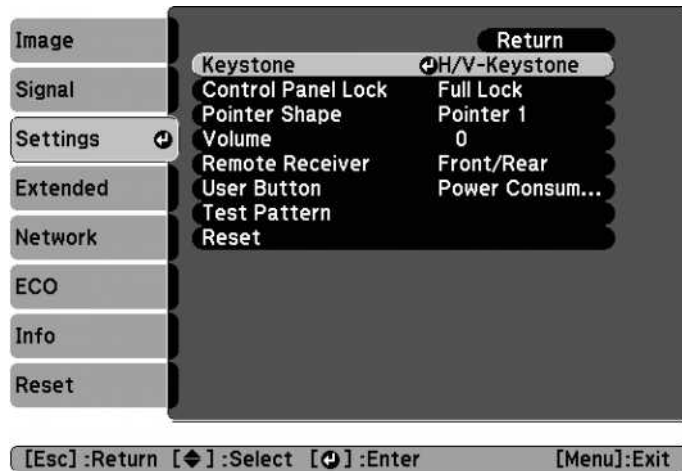 Image
Signal
Settings
Extended
Network
ECO
Info
Reset
Return
Keystone H/V-Keystone
Control Panel Lock Full Lock
Pointer Shape Pointer 1
Volume 0
Remote Receiver Front/Rear
User Button Power Consum...
Test Pattern
Reset
[Esc] :Return [ ] :Select [ ] :Enter [Menu]:Exit